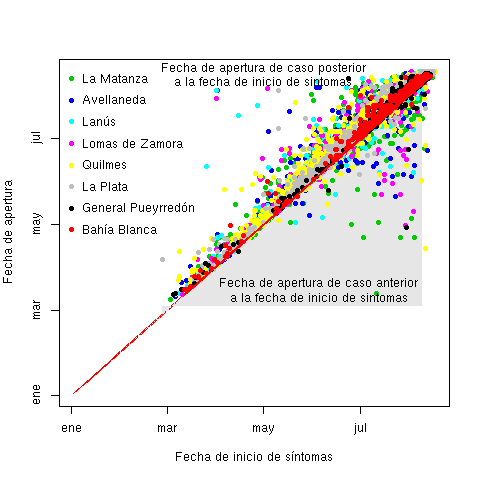 Fecha de apertura de caso posterior
a la fecha de inicio de sintomas
La Matanza
Avellaneda
Lanús
Lomas de Zamora
Quilmes
La Plata
General Pueyrredón
Bahía Blanca
Fecha de apertura de caso anterior
a la fecha de inicio de sintomas
Fecha de apertura
jul
may
mar
ene
ene
mar
may
jul
Fecha de inicio de síntomas